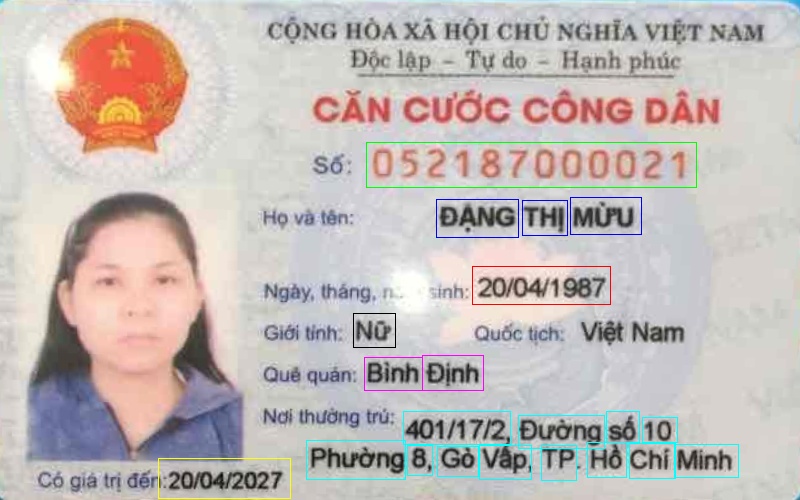 CỘNG HÒA XÃ HỘI CHỦ NGHĨA VIỆT NAM
Độc lập - Tự do - Hạnh phúc
CĂN CƯỚC CÔNG DÂN
Số: 052187000021
Họ và tên: ĐẶNG THỊ MỪU
Ngày, tháng, sinh: 20/04/1987
Giới tính: Nữ Quốc tịch: Việt Nam
Quê quán: Bình Định
Nơi thường trú: 401/17/2, Đường số 10
Phường 8, Gò Vấp, TP. Hồ Chí Minh
Có giá trị đến: 20/04/2027